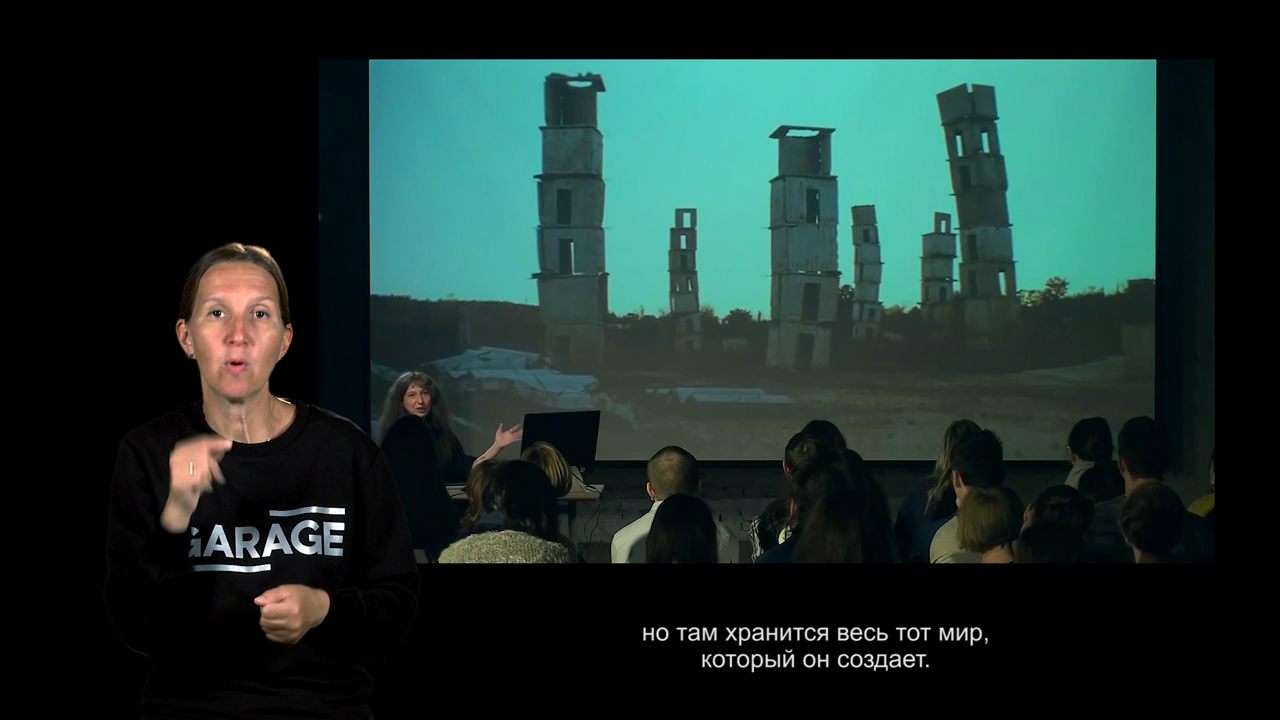 GARAGE
но там хранится весь тот мир,
который он создает.